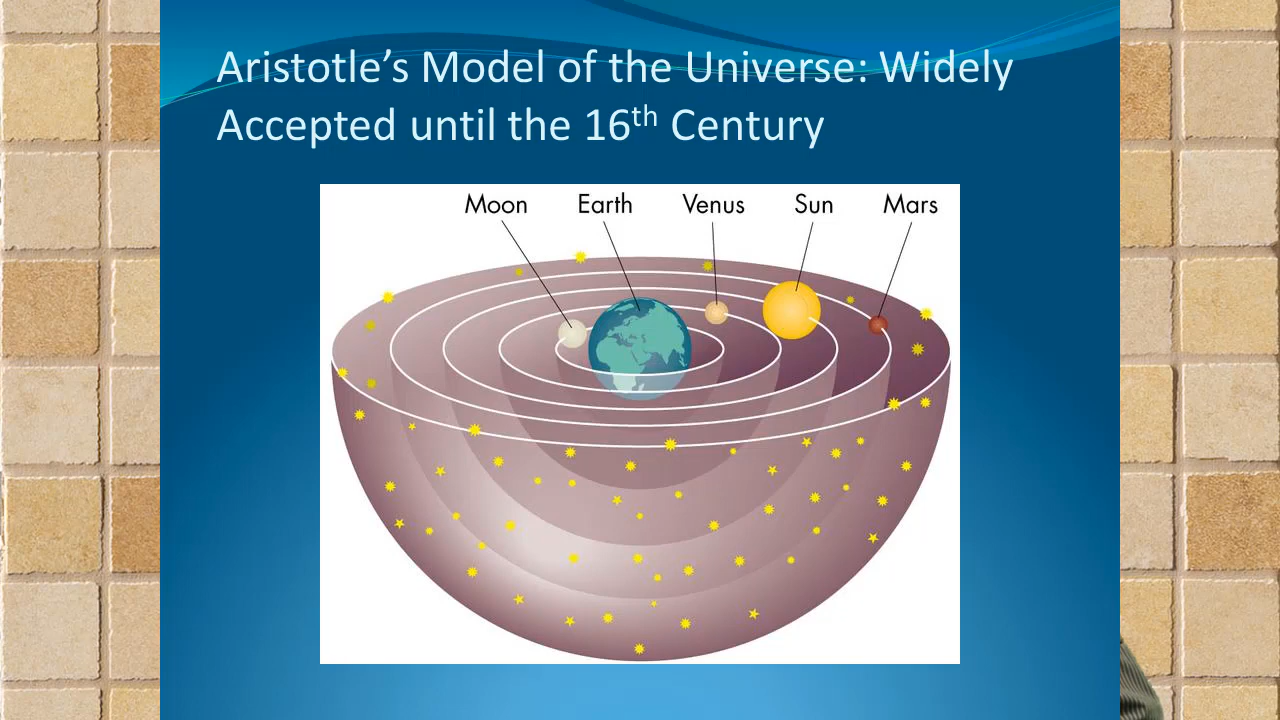 Aristotle’s Model of the Universe: Widely
Accepted until the 16th Century
Moon Earth Venus Sun Mars